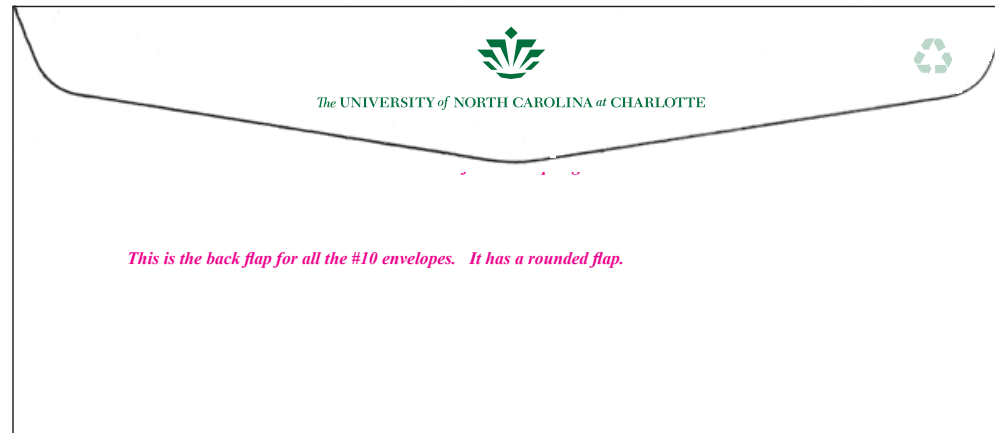 The UNIVERSITY of NORTH CAROLINA at CHARLOTTE
This is the back flap for all the #10 envelopes. It has a rounded flap.